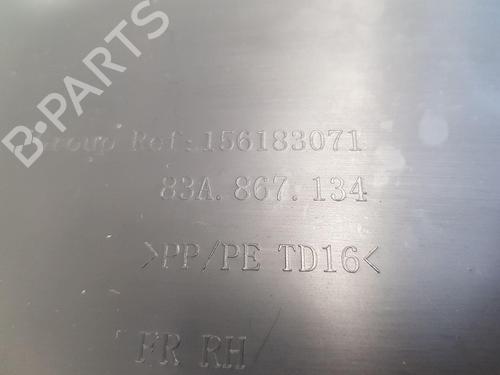 B-PARTS
Group Ref:156183071
83A.867.134
>PP/PE TD16<
FR RH